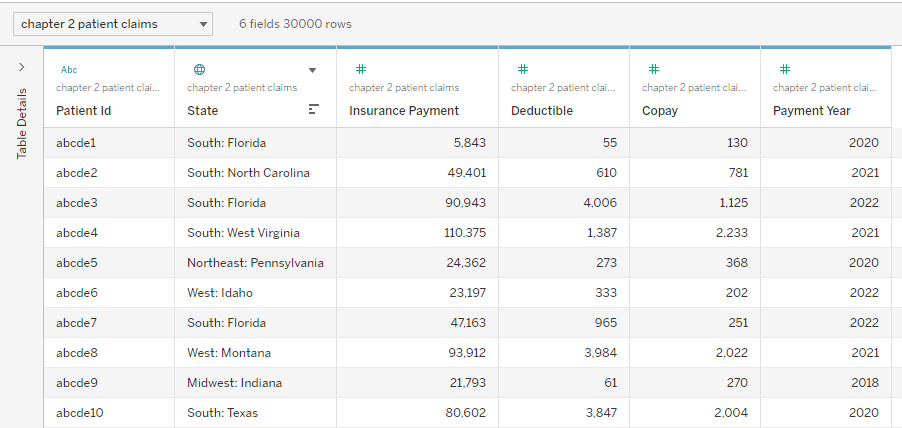 chapter 2 patient claims 6 fields 30000 rows
Table Details
Abc # # # #
chapter 2 patient clai... chapter 2 patient claims chapter 2 patient claims chapter 2 patient clai... chapter 2 patient clai... chapter 2 patient clai...
Patient Id State Insurance Payment Deductible Copay Payment Year
abcde1 South: Florida 5,843 55 130 2020
abcde2 South: North Carolina 49,401 610 781 2021
abcde3 South: Florida 90,943 4,006 1,125 2022
abcde4 South: West Virginia 110,375 1,387 2,233 2021
abcde5 Northeast: Pennsylvania 24,362 273 368 2020
abcde6 West: Idaho 23,197 333 202 2022
abcde7 South: Florida 47,163 965 251 2022
abcde8 West: Montana 93,912 3,984 2,022 2021
abcde9 Midwest: Indiana 21,793 61 270 2018
abcde10 South: Texas 80,602 3,847 2,004 2020